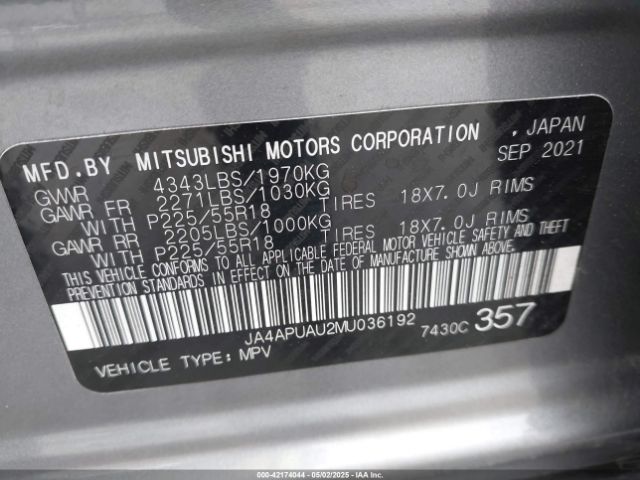 MFD.BY MITSUBISHI MOTORS CORPORATION . JAPAN
SEP 2021
GVWR 4343LBS/1970KG
GAWR FR 2271LBS/1030KG
WITH P225/55R18 TIRES 18X7.0J RIMS
GAWR RR 2205LBS/1000KG
WITH P225/55R18 TIRES 18X7.0J RIMS
THIS VEHICLE CONFORMS TO ALL APPLICABLE FEDERAL MOTOR VEHICLE SAFETY AND THEFT
PREVENTION STANDARDS IN EFFECT ON THE DATE OF MANUFACTURE SHOWN ABOVE.
JA4APUAU2MU036192 7430C 357
VEHICLE TYPE: MPV
000-42174044 - 05/02/2025 - IAA Inc.